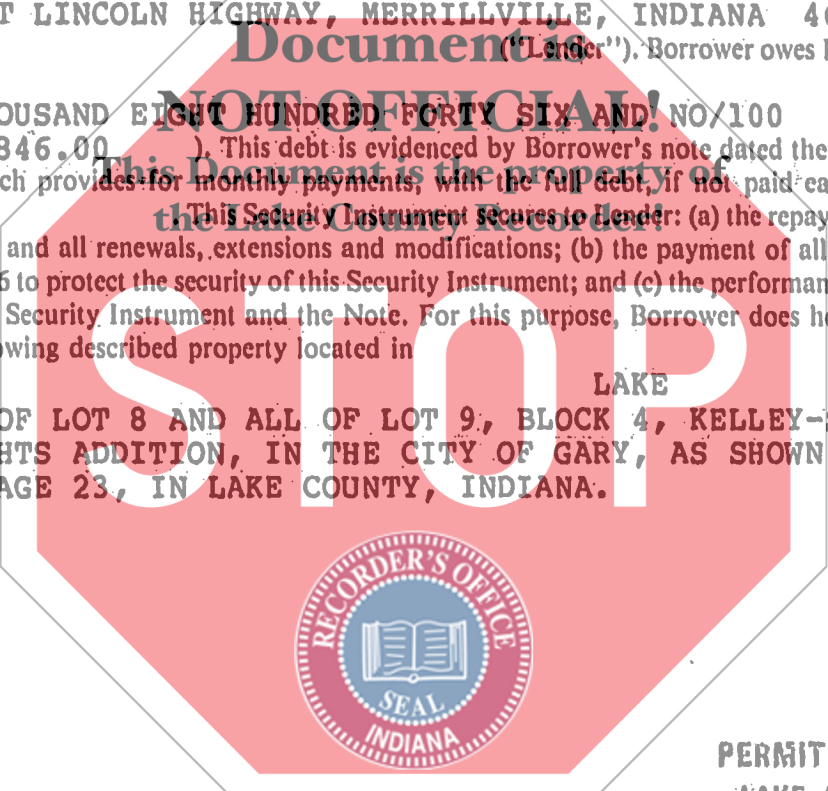 T LINCOLN HIGHWAY, MERRILLVILLE, INDIANA 4
Document is
("Lender"). Borrower owes
OUSAND EIGHT HUNDRED FORTY SIX AND NO/100
NOT OFFICIAL!
846.00 ). This debt is evidenced by Borrower's note dated the
This Document is the property of
ch provides for monthly payments, with the full debt, if not paid ea
the Lake County Recorder!
. This Security Instrument secures to Lender: (a) the repay
and all renewals, extensions and modifications; (b) the payment of all
6 to protect the security of this Security Instrument; and (c) the performan
Security Instrument and the Note. For this purpose, Borrower does he
owing described property located in
STOP
LAKE
OF LOT 8 AND ALL OF LOT 9, BLOCK 4, KELLEY-
HTS ADDITION, IN THE CITY OF GARY, AS SHOWN
AGE 23, IN LAKE COUNTY, INDIANA.
RECORDER'S OFFICE
SEAL
INDIANA
PERMIT